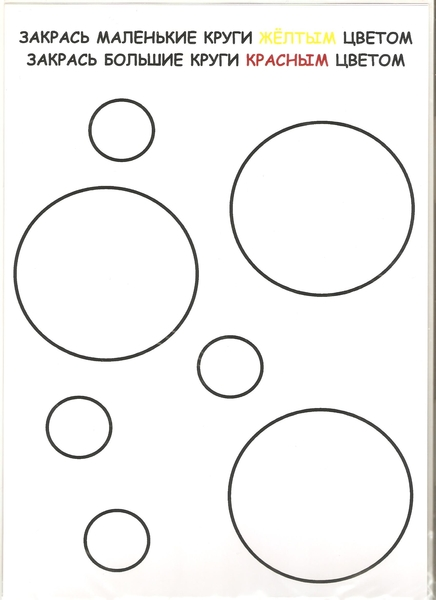 ЗАКРАСЬ МАЛЕНЬКИЕ КРУГИ ЖЁЛТЫМ ЦВЕТОМ
ЗАКРАСЬ БОЛЬШИЕ КРУГИ КРАСНЫМ ЦВЕТОМ